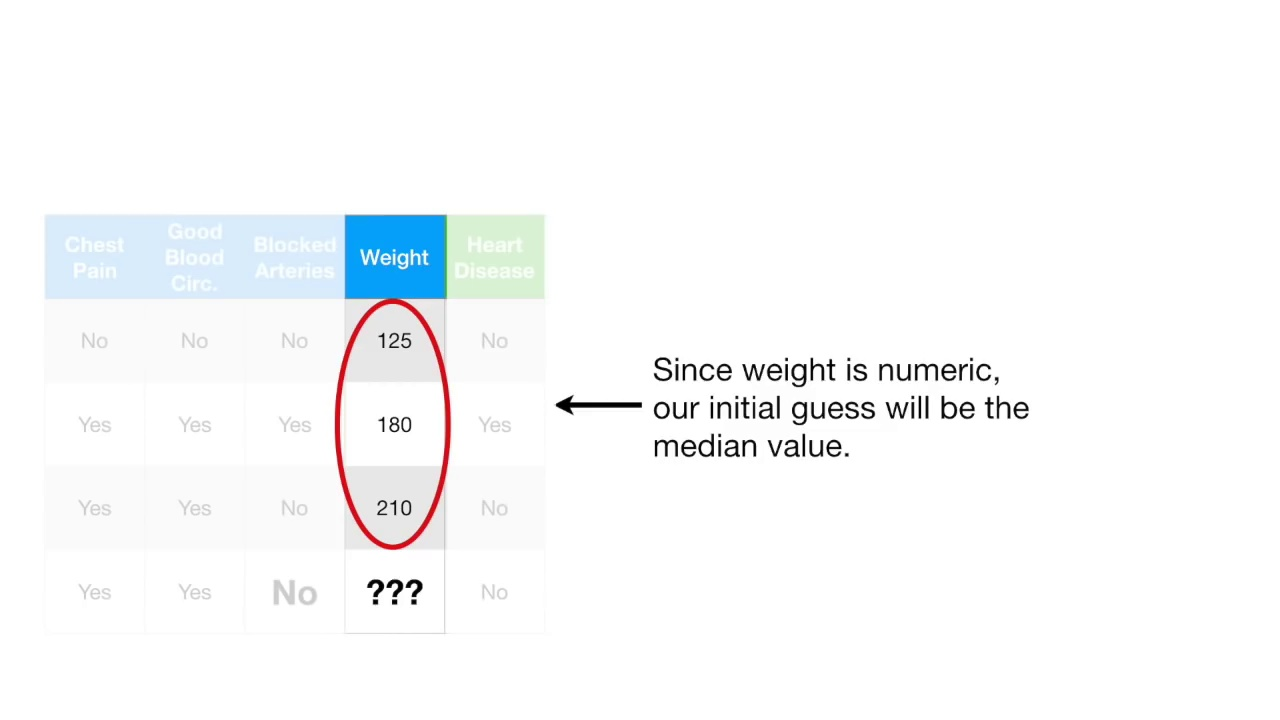 Chest Pain Good Blood Circ. Blocked Arteries Weight Heart Disease
No No No 125 No
Yes Yes Yes 180 Yes
Yes Yes No 210 No
Yes Yes No ??? No
Since weight is numeric,
our initial guess will be the
median value.